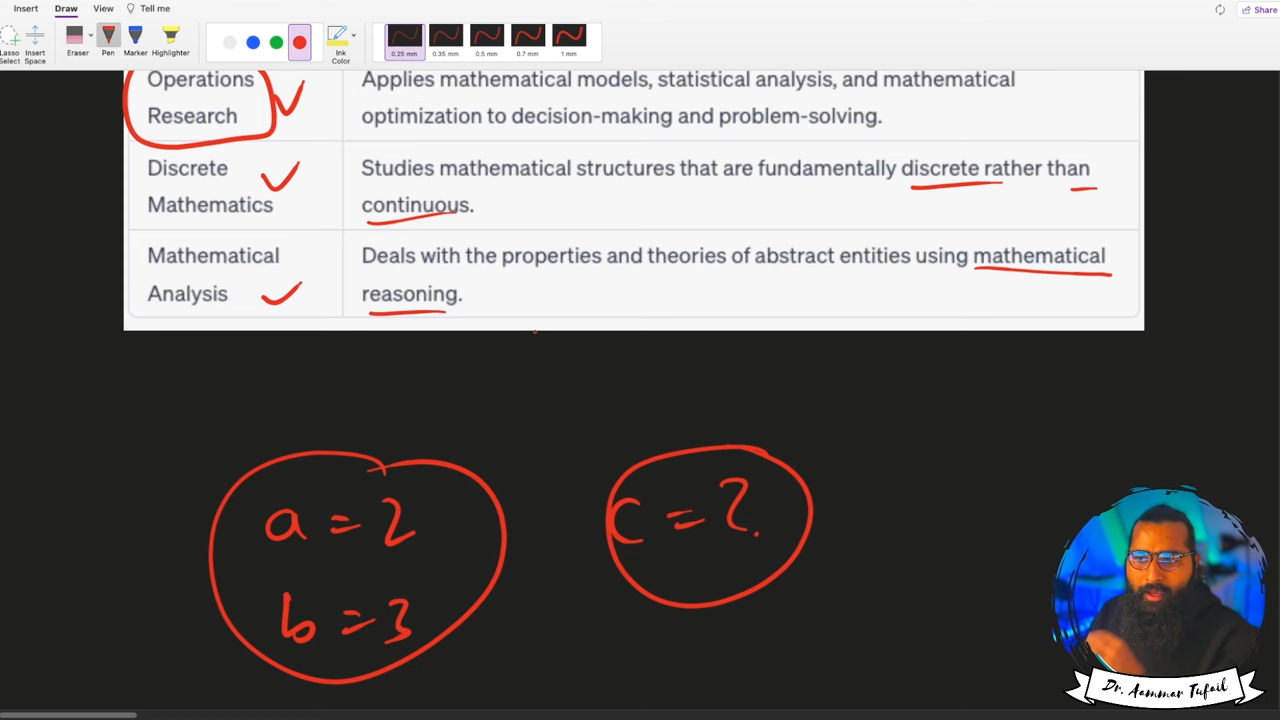 Insert Draw View Tell me
Share
Lasso Select
Insert Space
Eraser
Pen
Marker
Highlighter
Ink Color
0.25 mm
0.35 mm
0.5 mm
0.7 mm
1 mm
Operations Research
Applies mathematical models, statistical analysis, and mathematical
optimization to decision-making and problem-solving.
Discrete Mathematics
Studies mathematical structures that are fundamentally discrete rather than
continuous.
Mathematical Analysis
Deals with the properties and theories of abstract entities using mathematical
reasoning.
a = 2
b = 3
c = ?
Dr. Aammar Tufail